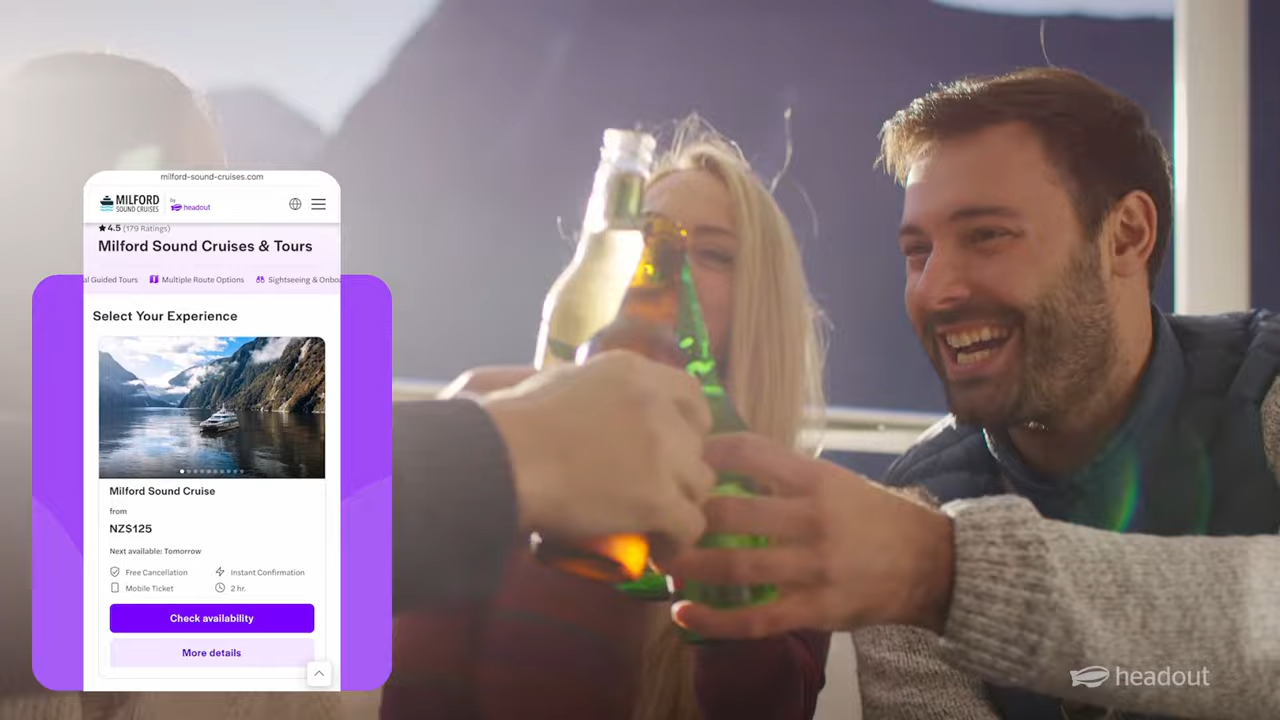 milford-sound-cruises.com
MILFORD
SOUND CRUISES
by
headout
4.5 (179 Ratings)
Milford Sound Cruises & Tours
al Guided Tours Multiple Route Options Sightseeing & Onbo
Select Your Experience
Milford Sound Cruise
from
NZ$125
Next available: Tomorrow
Free Cancellation Instant Confirmation
Mobile Ticket 2 hr.
Check availability
More details
headout